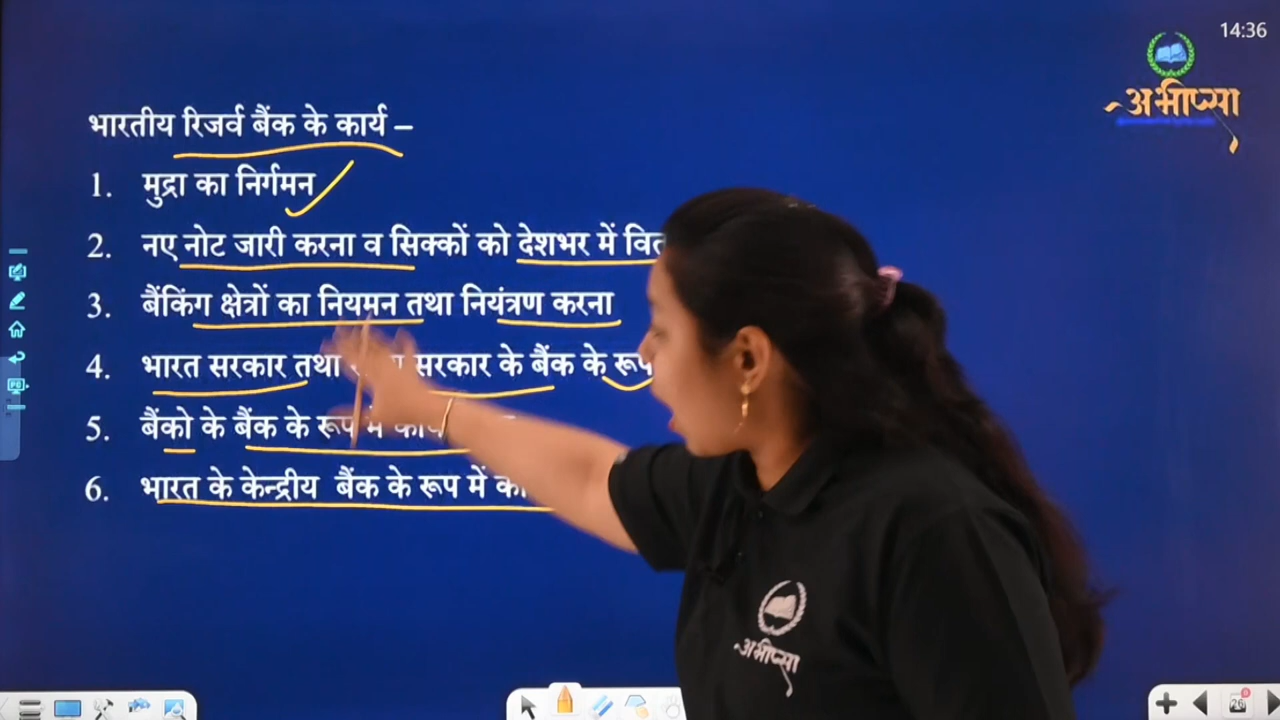 14:36
अभीप्सा
भारतीय रिजर्व बैंक के कार्य –
1. मुद्रा का निर्गमन
2. नए नोट जारी करना व सिक्कों को देशभर में
3. बैंकिंग क्षेत्रों का नियमन तथा नियंत्रण करना
4. भारत सरकार तथा सरकार के बैंक के
5. बैंको के बैंक के रूप में
6. भारत के केन्द्रीय बैंक के रूप में
अभीप्सा
26